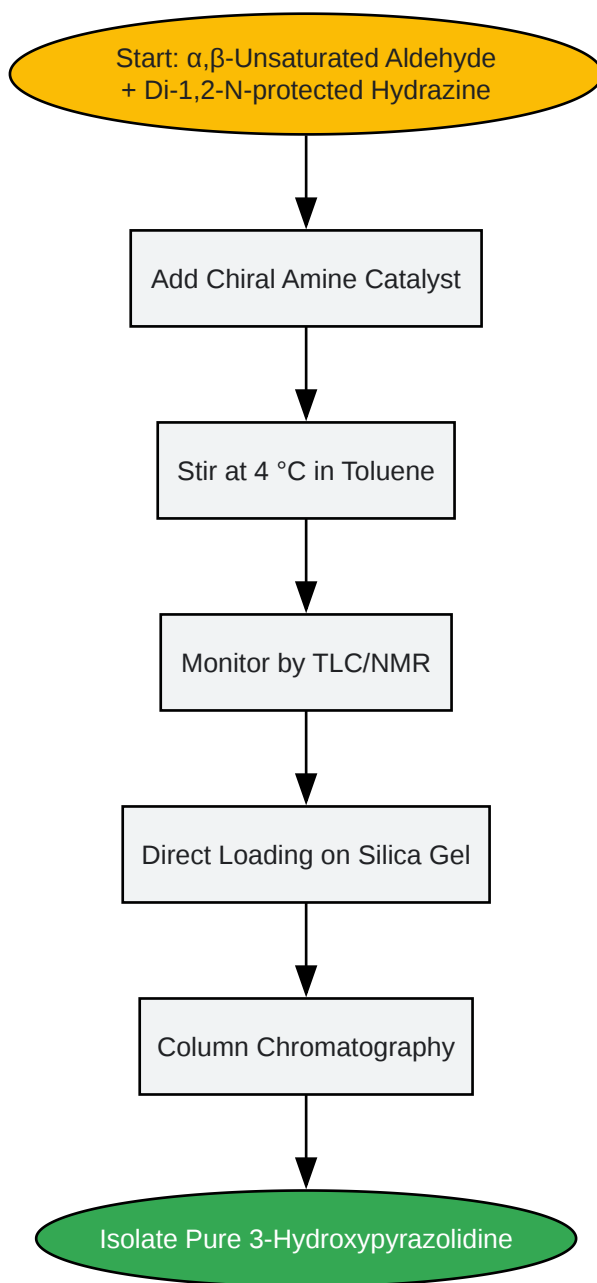 Start: α,β-Unsaturated Aldehyde
+ Di-1,2-N-protected Hydrazine
Add Chiral Amine Catalyst
Stir at 4 °C in Toluene
Monitor by TLC/NMR
Direct Loading on Silica Gel
Column Chromatography
Isolate Pure 3-Hydroxypyrazolidine